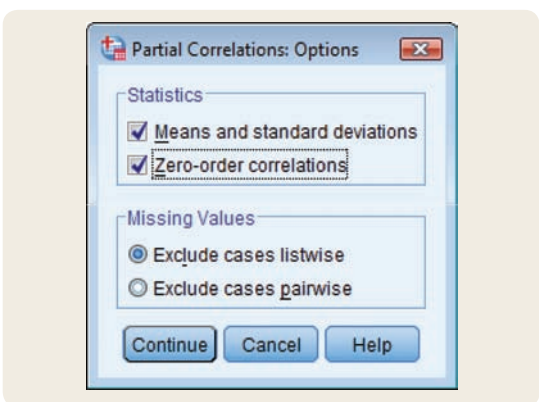 Partial Correlations: Options
Statistics
Means and standard deviations
Zero-order correlations
Missing Values
Exclude cases listwise
Exclude cases pairwise
Continue Cancel Help